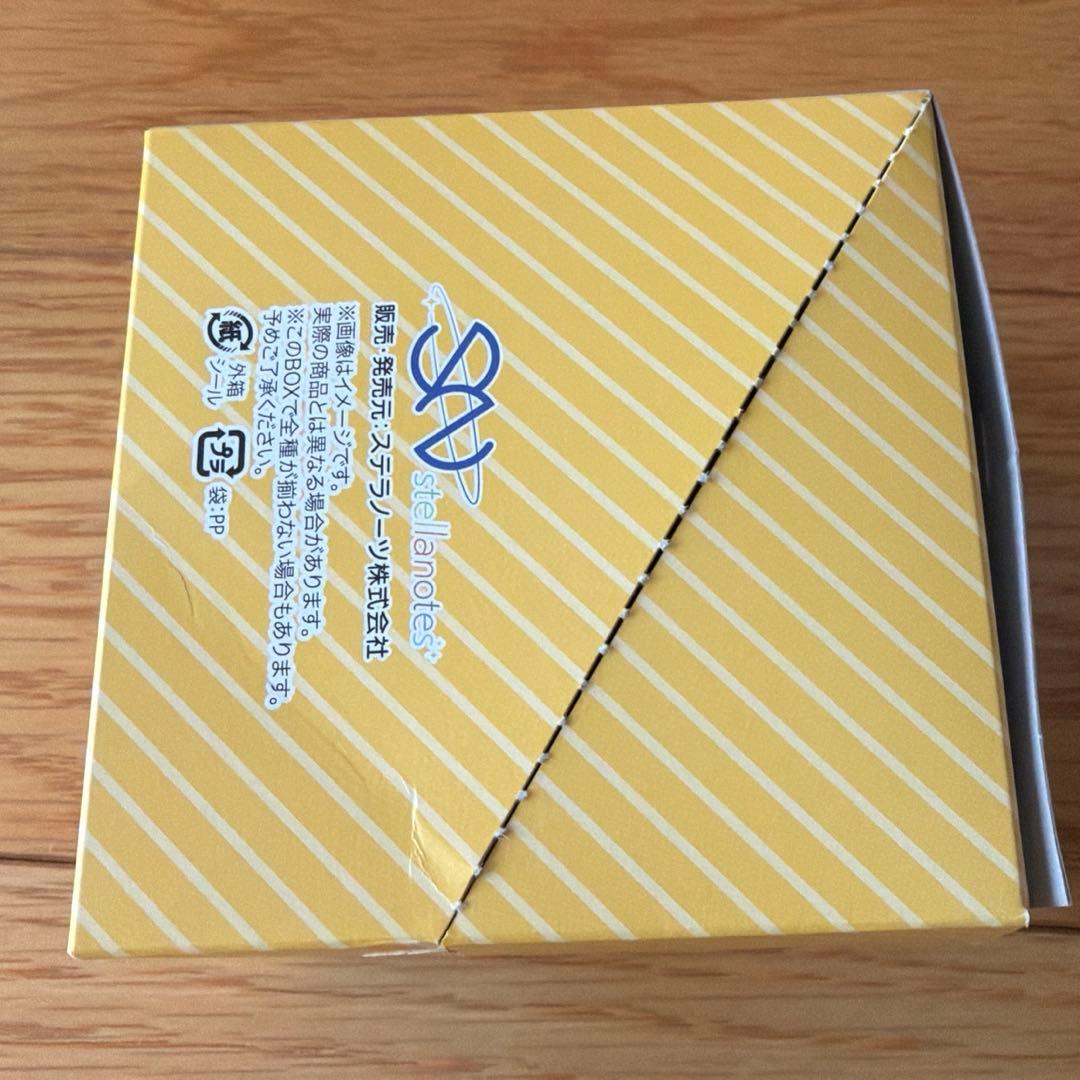 SN
stellanotes
販売・発売元：ステラノーツ株式会社
※画像はイメージです。
実際の商品とは異なる場合があります。
※このBOXで全種が揃わない場合もあります。
予めご了承ください。
紙 外箱
シール
プラ 袋：PP